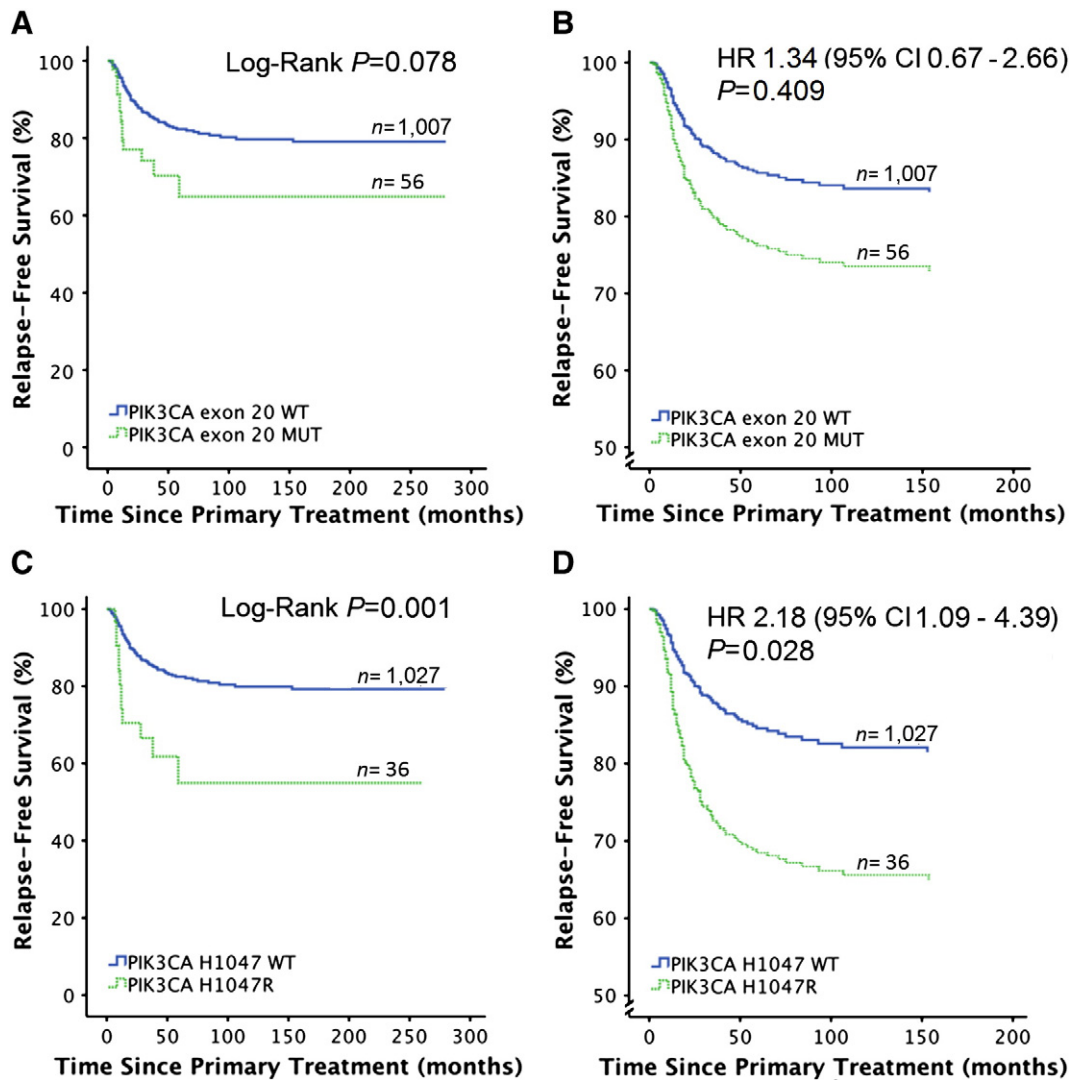 A
Log-Rank P=0.078
Relapse-Free Survival (%)
100
80
60
40
20
0
n=1,007
n= 56
PIK3CA exon 20 WT
PIK3CA exon 20 MUT
0 50 100 150 200 250 300
Time Since Primary Treatment (months)
B
HR 1.34 (95% CI 0.67 - 2.66)
P=0.409
Relapse-Free Survival (%)
100
90
80
70
60
50
n= 1,007
n= 56
PIK3CA exon 20 WT
PIK3CA exon 20 MUT
0 50 100 150 200
Time Since Primary Treatment (months)
C
Log-Rank P=0.001
Relapse-Free Survival (%)
100
80
60
40
20
0
n= 1,027
n= 36
PIK3CA H1047 WT
PIK3CA H1047R
0 50 100 150 200 250 300
Time Since Primary Treatment (months)
D
HR 2.18 (95% CI 1.09 - 4.39)
P=0.028
Relapse-Free Survival (%)
100
90
80
70
60
50
n= 1,027
n= 36
PIK3CA H1047 WT
PIK3CA H1047R
0 50 100 150 200
Time Since Primary Treatment (months)